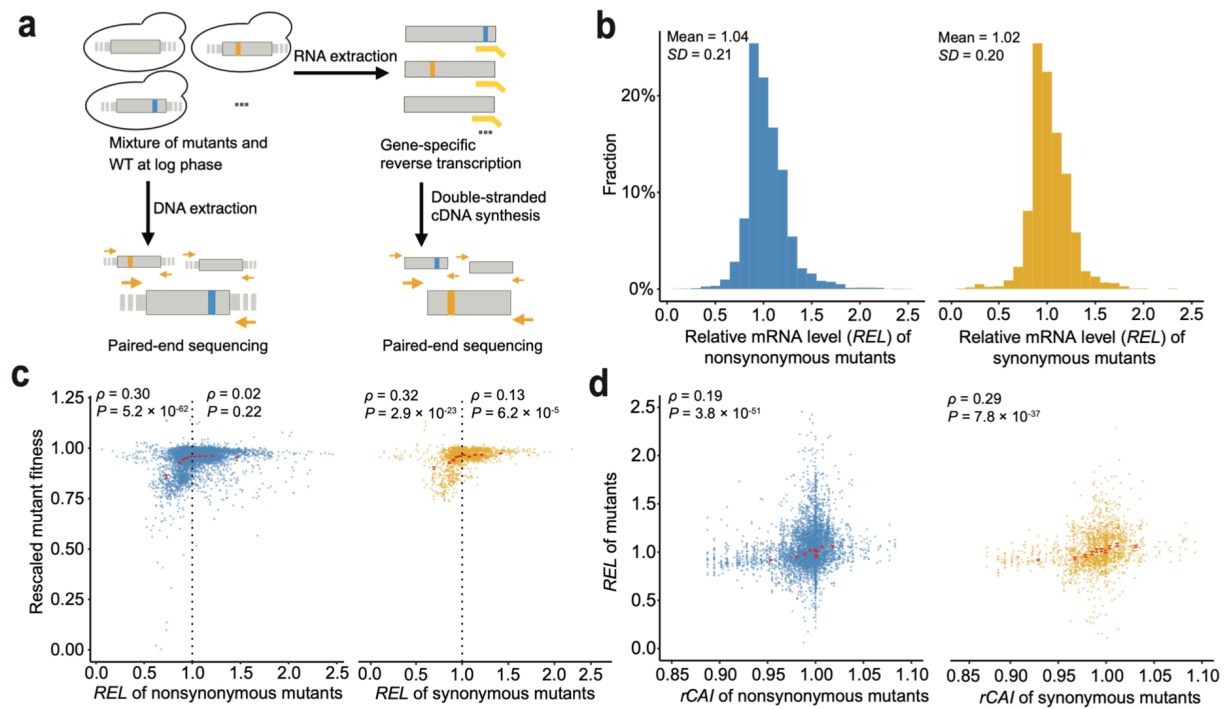 a
RNA extraction
Mixture of mutants and
WT at log phase
Gene-specific
reverse transcription
DNA extraction
Double-stranded
cDNA synthesis
Paired-end sequencing
Paired-end sequencing
b
Mean = 1.04
SD = 0.21
Mean = 1.02
SD = 0.20
Fraction
20%
10%
0%
0.0 0.5 1.0 1.5 2.0 2.5
0.0 0.5 1.0 1.5 2.0 2.5
Relative mRNA level (REL) of
nonsynonymous mutants
Relative mRNA level (REL) of
synonymous mutants
c
ρ = 0.30
P = 5.2 × 10⁻⁶²
ρ = 0.02
P = 0.22
ρ = 0.32
P = 2.9 × 10⁻²³
ρ = 0.13
P = 6.2 × 10⁻⁵
Rescaled mutant fitness
1.25
1.00
0.75
0.50
0.25
0.00
0.0 0.5 1.0 1.5 2.0 2.5
0.0 0.5 1.0 1.5 2.0 2.5
REL of nonsynonymous mutants
REL of synonymous mutants
d
ρ = 0.19
P = 3.8 × 10⁻⁵¹
ρ = 0.29
P = 7.8 × 10⁻³⁷
REL of mutants
2.5
2.0
1.5
1.0
0.5
0.0
0.85 0.90 0.95 1.00 1.05 1.10
0.85 0.90 0.95 1.00 1.05 1.10
rCAI of nonsynonymous mutants
rCAI of synonymous mutants